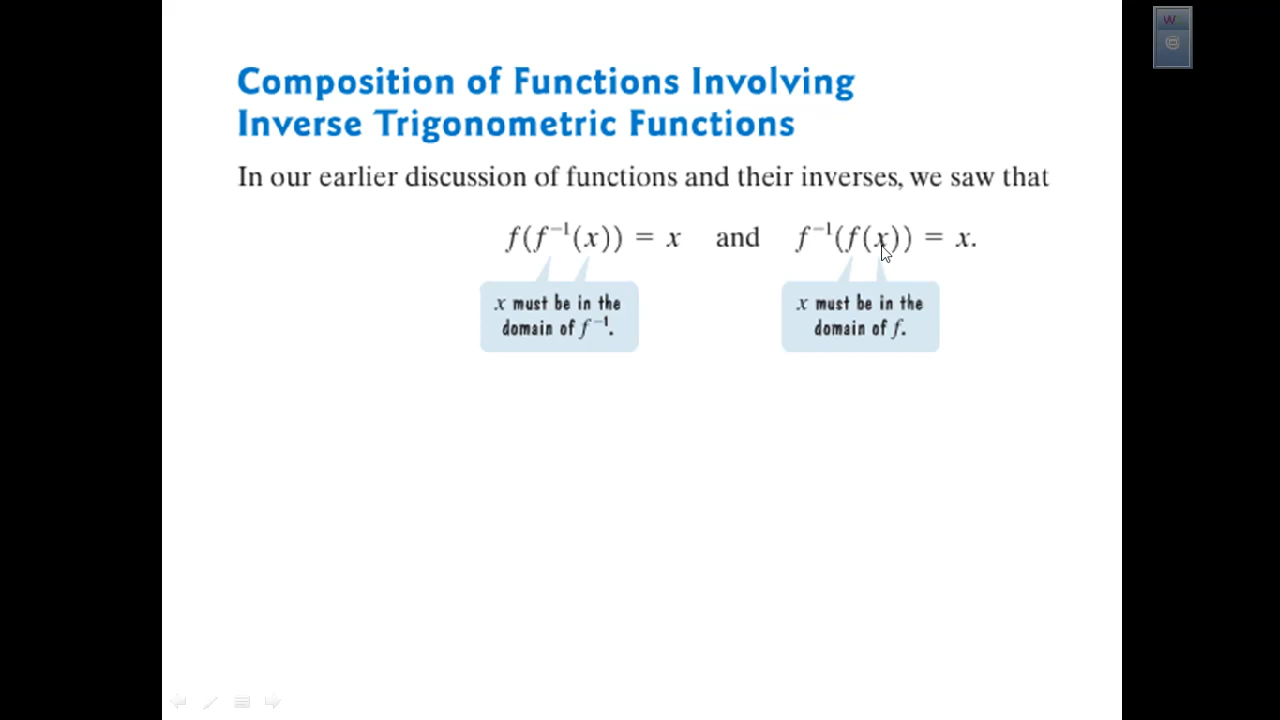 Composition of Functions Involving
Inverse Trigonometric Functions
In our earlier discussion of functions and their inverses, we saw that
f(f⁻¹(x)) = x and f⁻¹(f(x)) = x.
x must be in the
domain of f⁻¹.
x must be in the
domain of f.
W